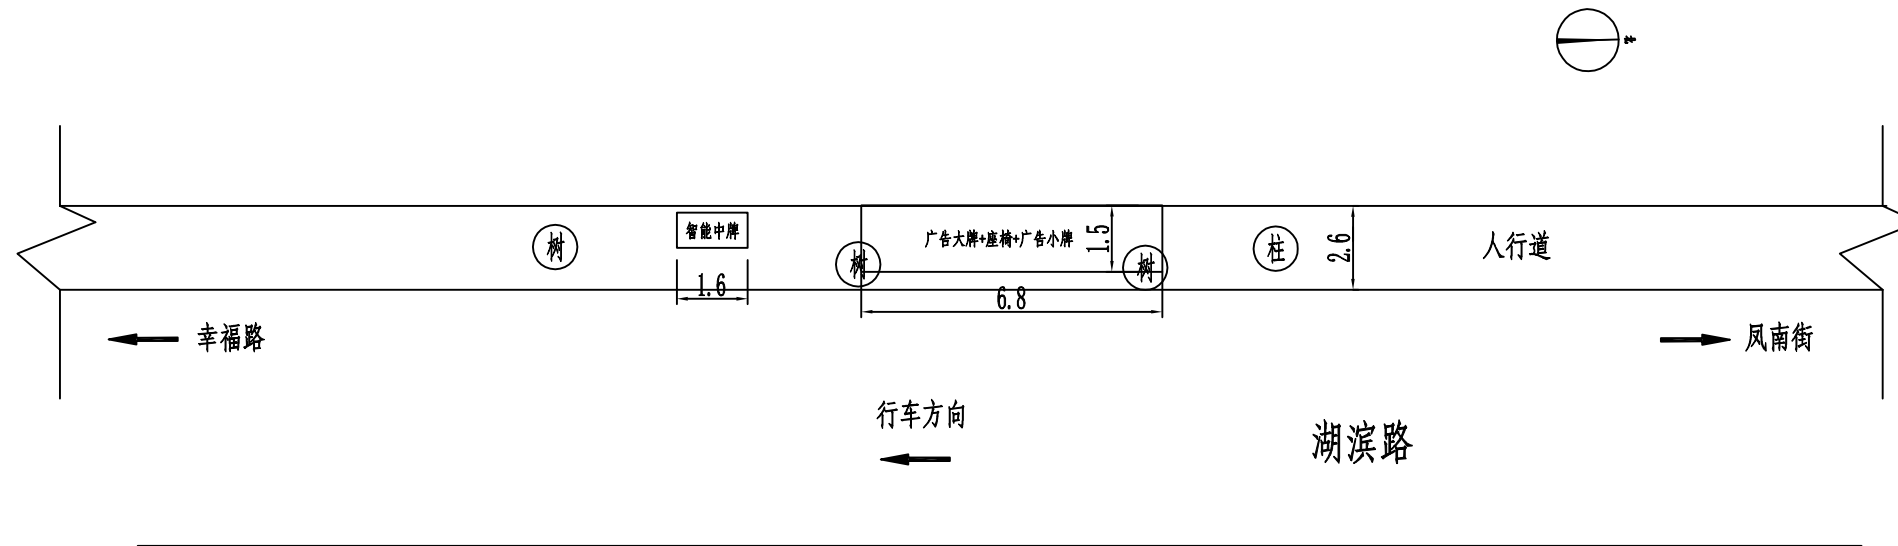 树
智能中牌
1.6
树
广告大牌+座椅+广告小牌
1.5
6.8
树
柱
2.6
人行道
幸福路
凤南街
行车方向
湖滨路